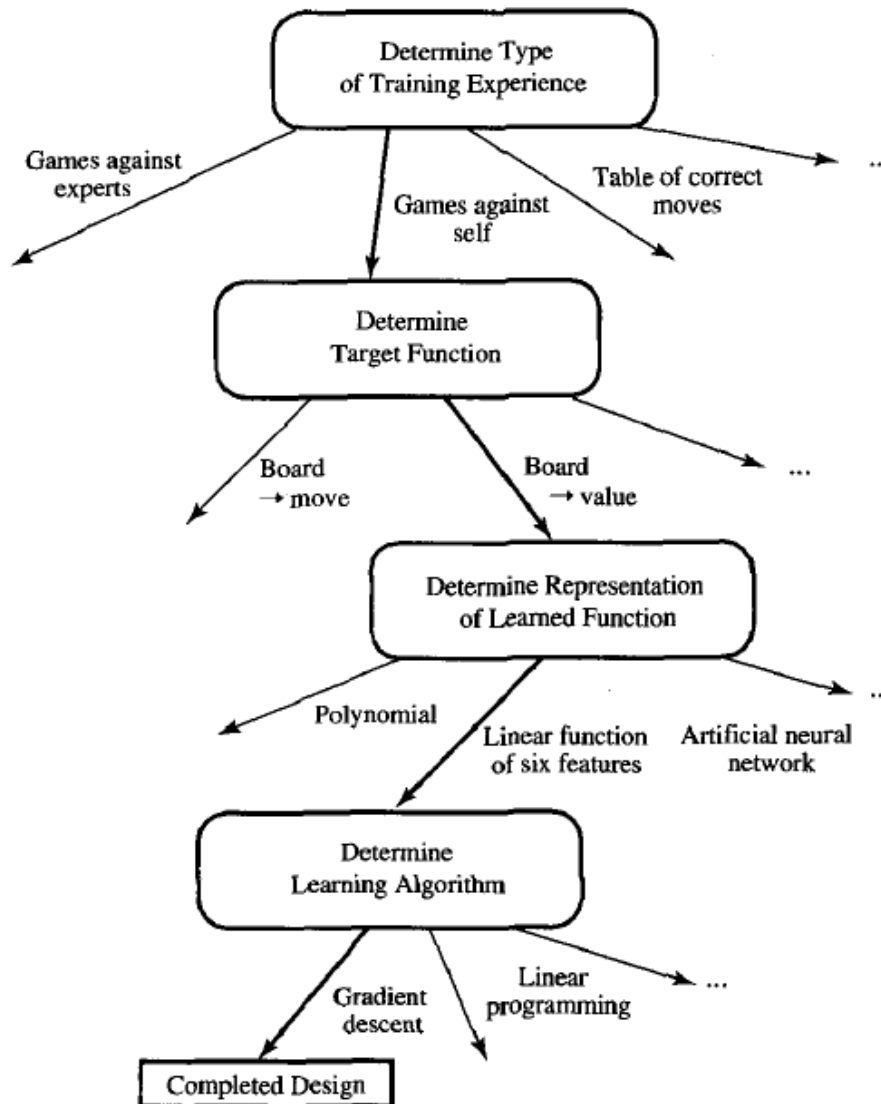 Determine Type
of Training Experience
Games against
experts
Games against
self
Table of correct
moves
..
Determine
Target Function
Board
→ move
Board
→ value
...
Determine Representation
of Learned Function
Polynomial
Linear function
of six features
Artificial neural
network
..
Determine
Learning Algorithm
Gradient
descent
Linear
programming
...
Completed Design